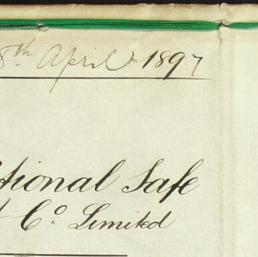 8th April 1897
tional Safe
t Co. Limited